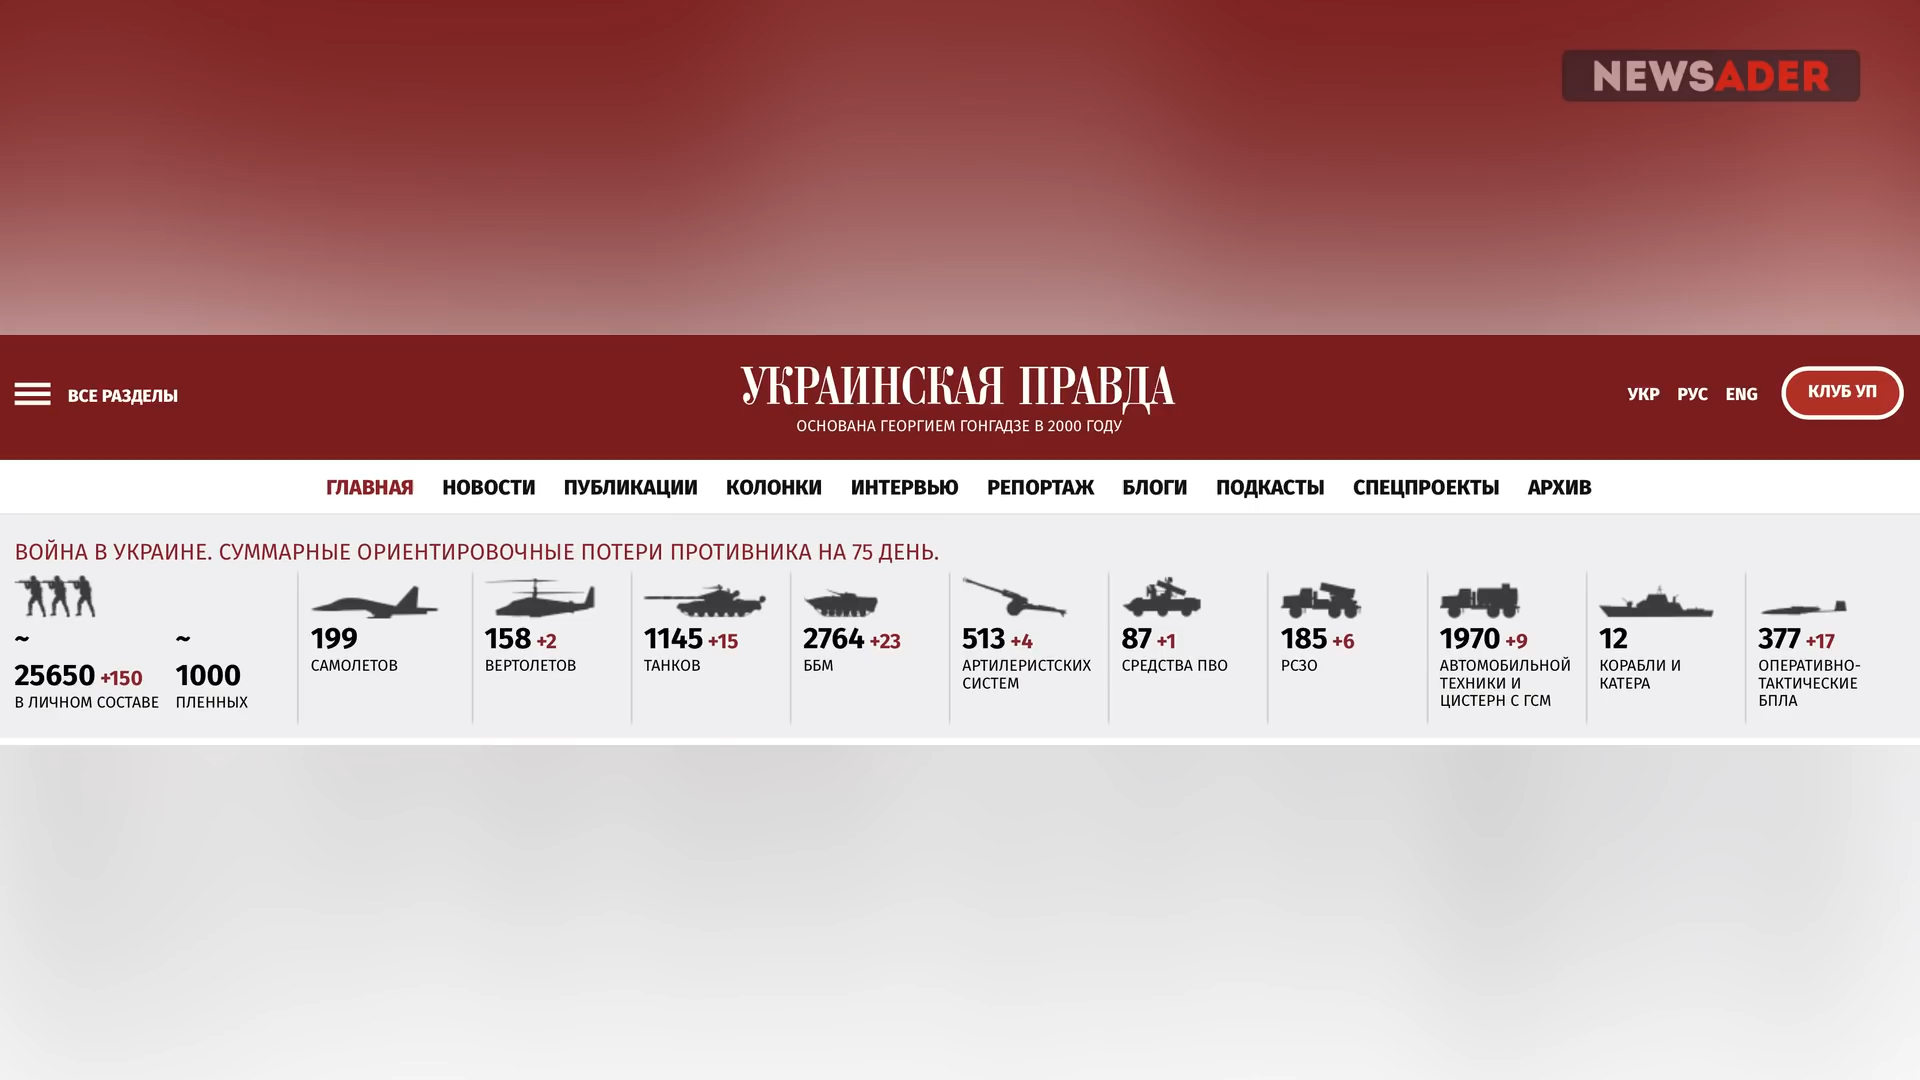 NEWSADER
ВСЕ РАЗДЕЛЫ
УКРАИНСКАЯ ПРАВДА
ОСНОВАНА ГЕОРГИЕМ ГОНГАДЗЕ В 2000 ГОДУ
УКР РУС ENG КЛУБ УП
ГЛАВНАЯ НОВОСТИ ПУБЛИКАЦИИ КОЛОНКИ ИНТЕРВЬЮ РЕПОРТАЖ БЛОГИ ПОДКАСТЫ СПЕЦПРОЕКТЫ АРХИВ
ВОЙНА В УКРАИНЕ. СУММАРНЫЕ ОРИЕНТИРОВОЧНЫЕ ПОТЕРИ ПРОТИВНИКА НА 75 ДЕНЬ.
~
25650 +150
В ЛИЧНОМ СОСТАВЕ
~
1000
ПЛЕННЫХ
199
САМОЛЕТОВ
158 +2
ВЕРТОЛЕТОВ
1145 +15
ТАНКОВ
2764 +23
ББМ
513 +4
АРТИЛЕРИСТСКИХ
СИСТЕМ
87 +1
СРЕДСТВА ПВО
185 +6
РСЗО
1970 +9
АВТОМОБИЛЬНОЙ
ТЕХНИКИ И
ЦИСТЕРН С ГСМ
12
КОРАБЛИ И
КАТЕРА
377 +17
ОПЕРАТИВНО-
ТАКТИЧЕСКИЕ
БПЛА